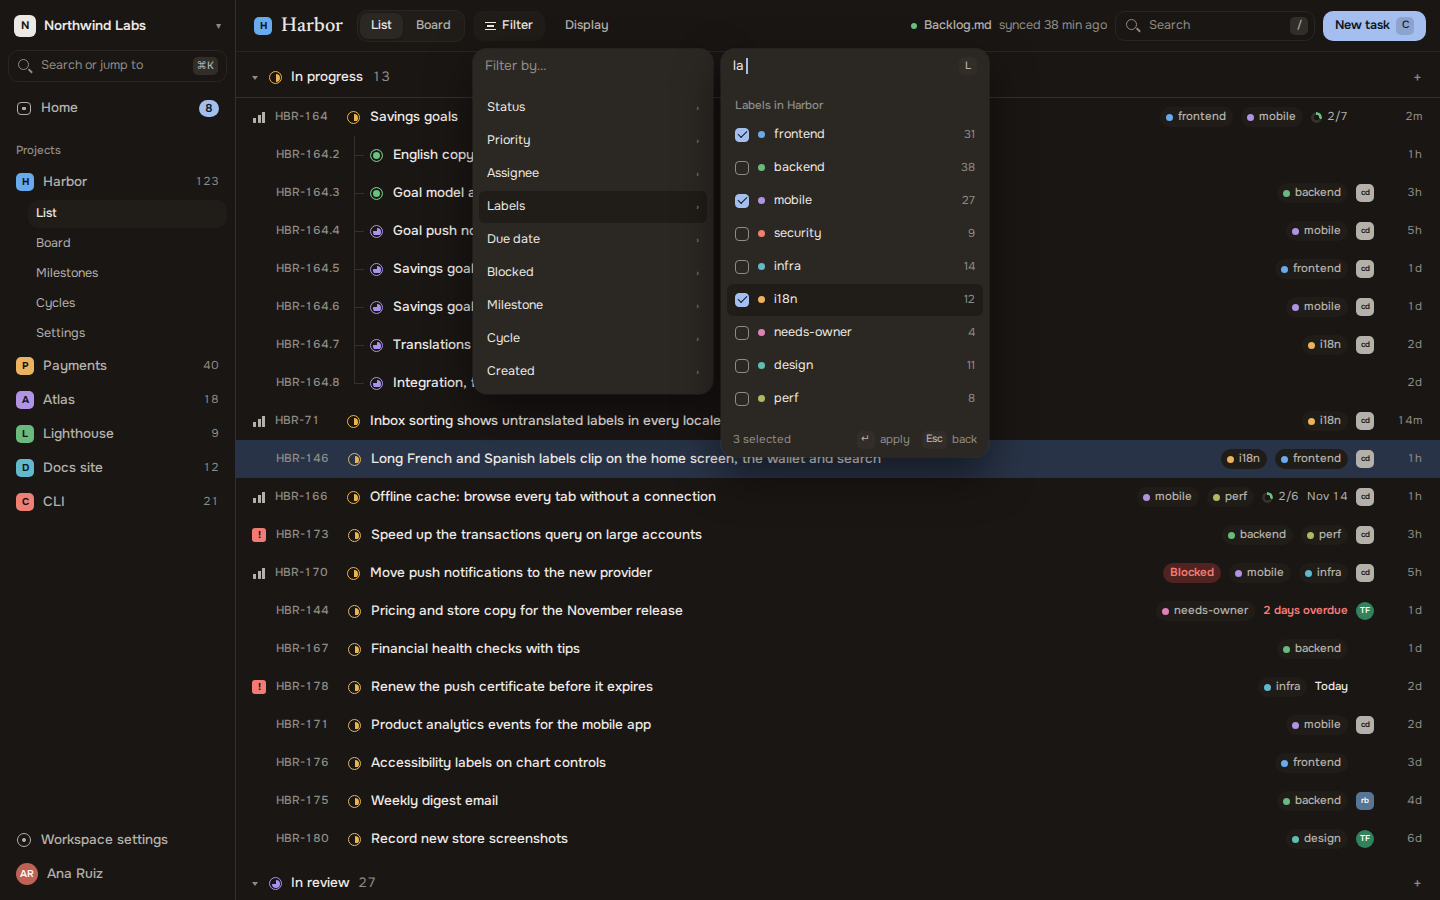 N Northwind Labs
Search or jump to ⌘K
Home 8
Projects
H Harbor 123
List
Board
Milestones
Cycles
Settings
P Payments 40
A Atlas 18
L Lighthouse 9
D Docs site 12
C CLI 21
Workspace settings
AR Ana Ruiz
H Harbor List Board Filter Display Backlog.md synced 38 min ago Search / New task C
In progress 13 +
HBR-164 Savings goals frontend mobile 2/7 2m
HBR-164.2 English copy 1h
HBR-164.3 Goal model a backend cd 3h
HBR-164.4 Goal push no mobile cd 5h
HBR-164.5 Savings goal frontend cd 1d
HBR-164.6 Savings goal mobile cd 1d
HBR-164.7 Translations i18n cd 2d
HBR-164.8 Integration, 2d
HBR-71 Inbox sorting shows untranslated labels in every locale i18n cd 14m
HBR-146 Long French and Spanish labels clip on the home screen, the wallet and search i18n frontend cd 1h
HBR-166 Offline cache: browse every tab without a connection mobile perf 2/6 Nov 14 cd 1h
! HBR-173 Speed up the transactions query on large accounts backend perf cd 3h
HBR-170 Move push notifications to the new provider Blocked mobile infra cd 5h
HBR-144 Pricing and store copy for the November release needs-owner 2 days overdue TF 1d
HBR-167 Financial health checks with tips backend 1d
! HBR-178 Renew the push certificate before it expires infra Today 2d
HBR-171 Product analytics events for the mobile app mobile cd 2d
HBR-176 Accessibility labels on chart controls frontend 3d
HBR-175 Weekly digest email backend rb 4d
HBR-180 Record new store screenshots design TF 6d
In review 27 +
Filter by...
Status
Priority
Assignee
Labels
Due date
Blocked
Milestone
Cycle
Created
la L
Labels in Harbor
frontend 31
backend 38
mobile 27
security 9
infra 14
i18n 12
needs-owner 4
design 11
perf 8
3 selected ↵ apply Esc back